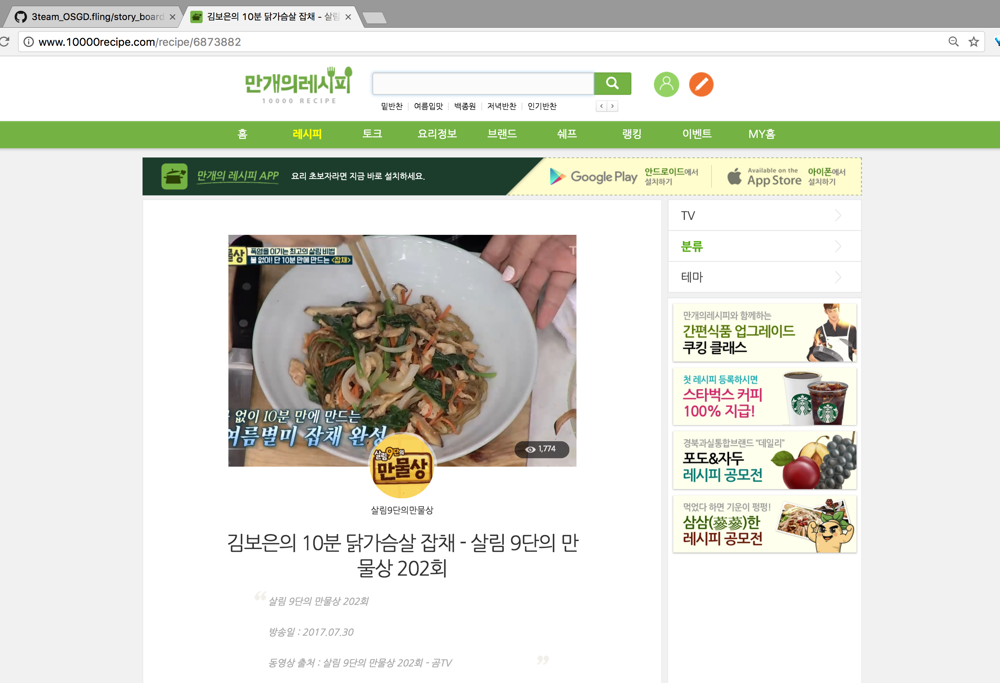 3team_OSGD.fling/story_board
김보은의 10분 닭가슴살 잡채 - 살림
www.10000recipe.com/recipe/6873882
만개의레시피
10000 RECIPE
밑반찬 여름입맛 백종원 저녁반찬 인기반찬
홈 레시피 토크 요리정보 브랜드 쉐프 랭킹 이벤트 MY홈
만개의 레시피 APP 요리 초보자라면 지금 바로 설치하세요.
Google Play 안드로이드에서 설치하기
Available on the App Store 아이폰에서 설치하기
TV
분류
테마
물상
폭염을 이기는 최고의 살림 비법
불 없이! 단 10분 만에 만드는 <잡채>
없이 10분 만에 만드는
여름별미 잡채 완성
1,774
살림9단의
만물상
살림9단의만물상
김보은의 10분 닭가슴살 잡채 - 살림 9단의 만
물상 202회
“ 살림 9단의 만물상 202회
방송일 : 2017.07.30
동영상 출처 : 살림 9단의 만물상 202회 - 곰TV ”
만개의레시피와 함께하는
간편식품 업그레이드
쿠킹 클래스
첫 레시피 등록하시면
스타벅스 커피
100% 지급!
경북과실통합브랜드 “데일리”
포도&자두
레시피 공모전
먹었다 하면 기운이 펑펑!
삼삼(蔘蔘)한
레시피 공모전